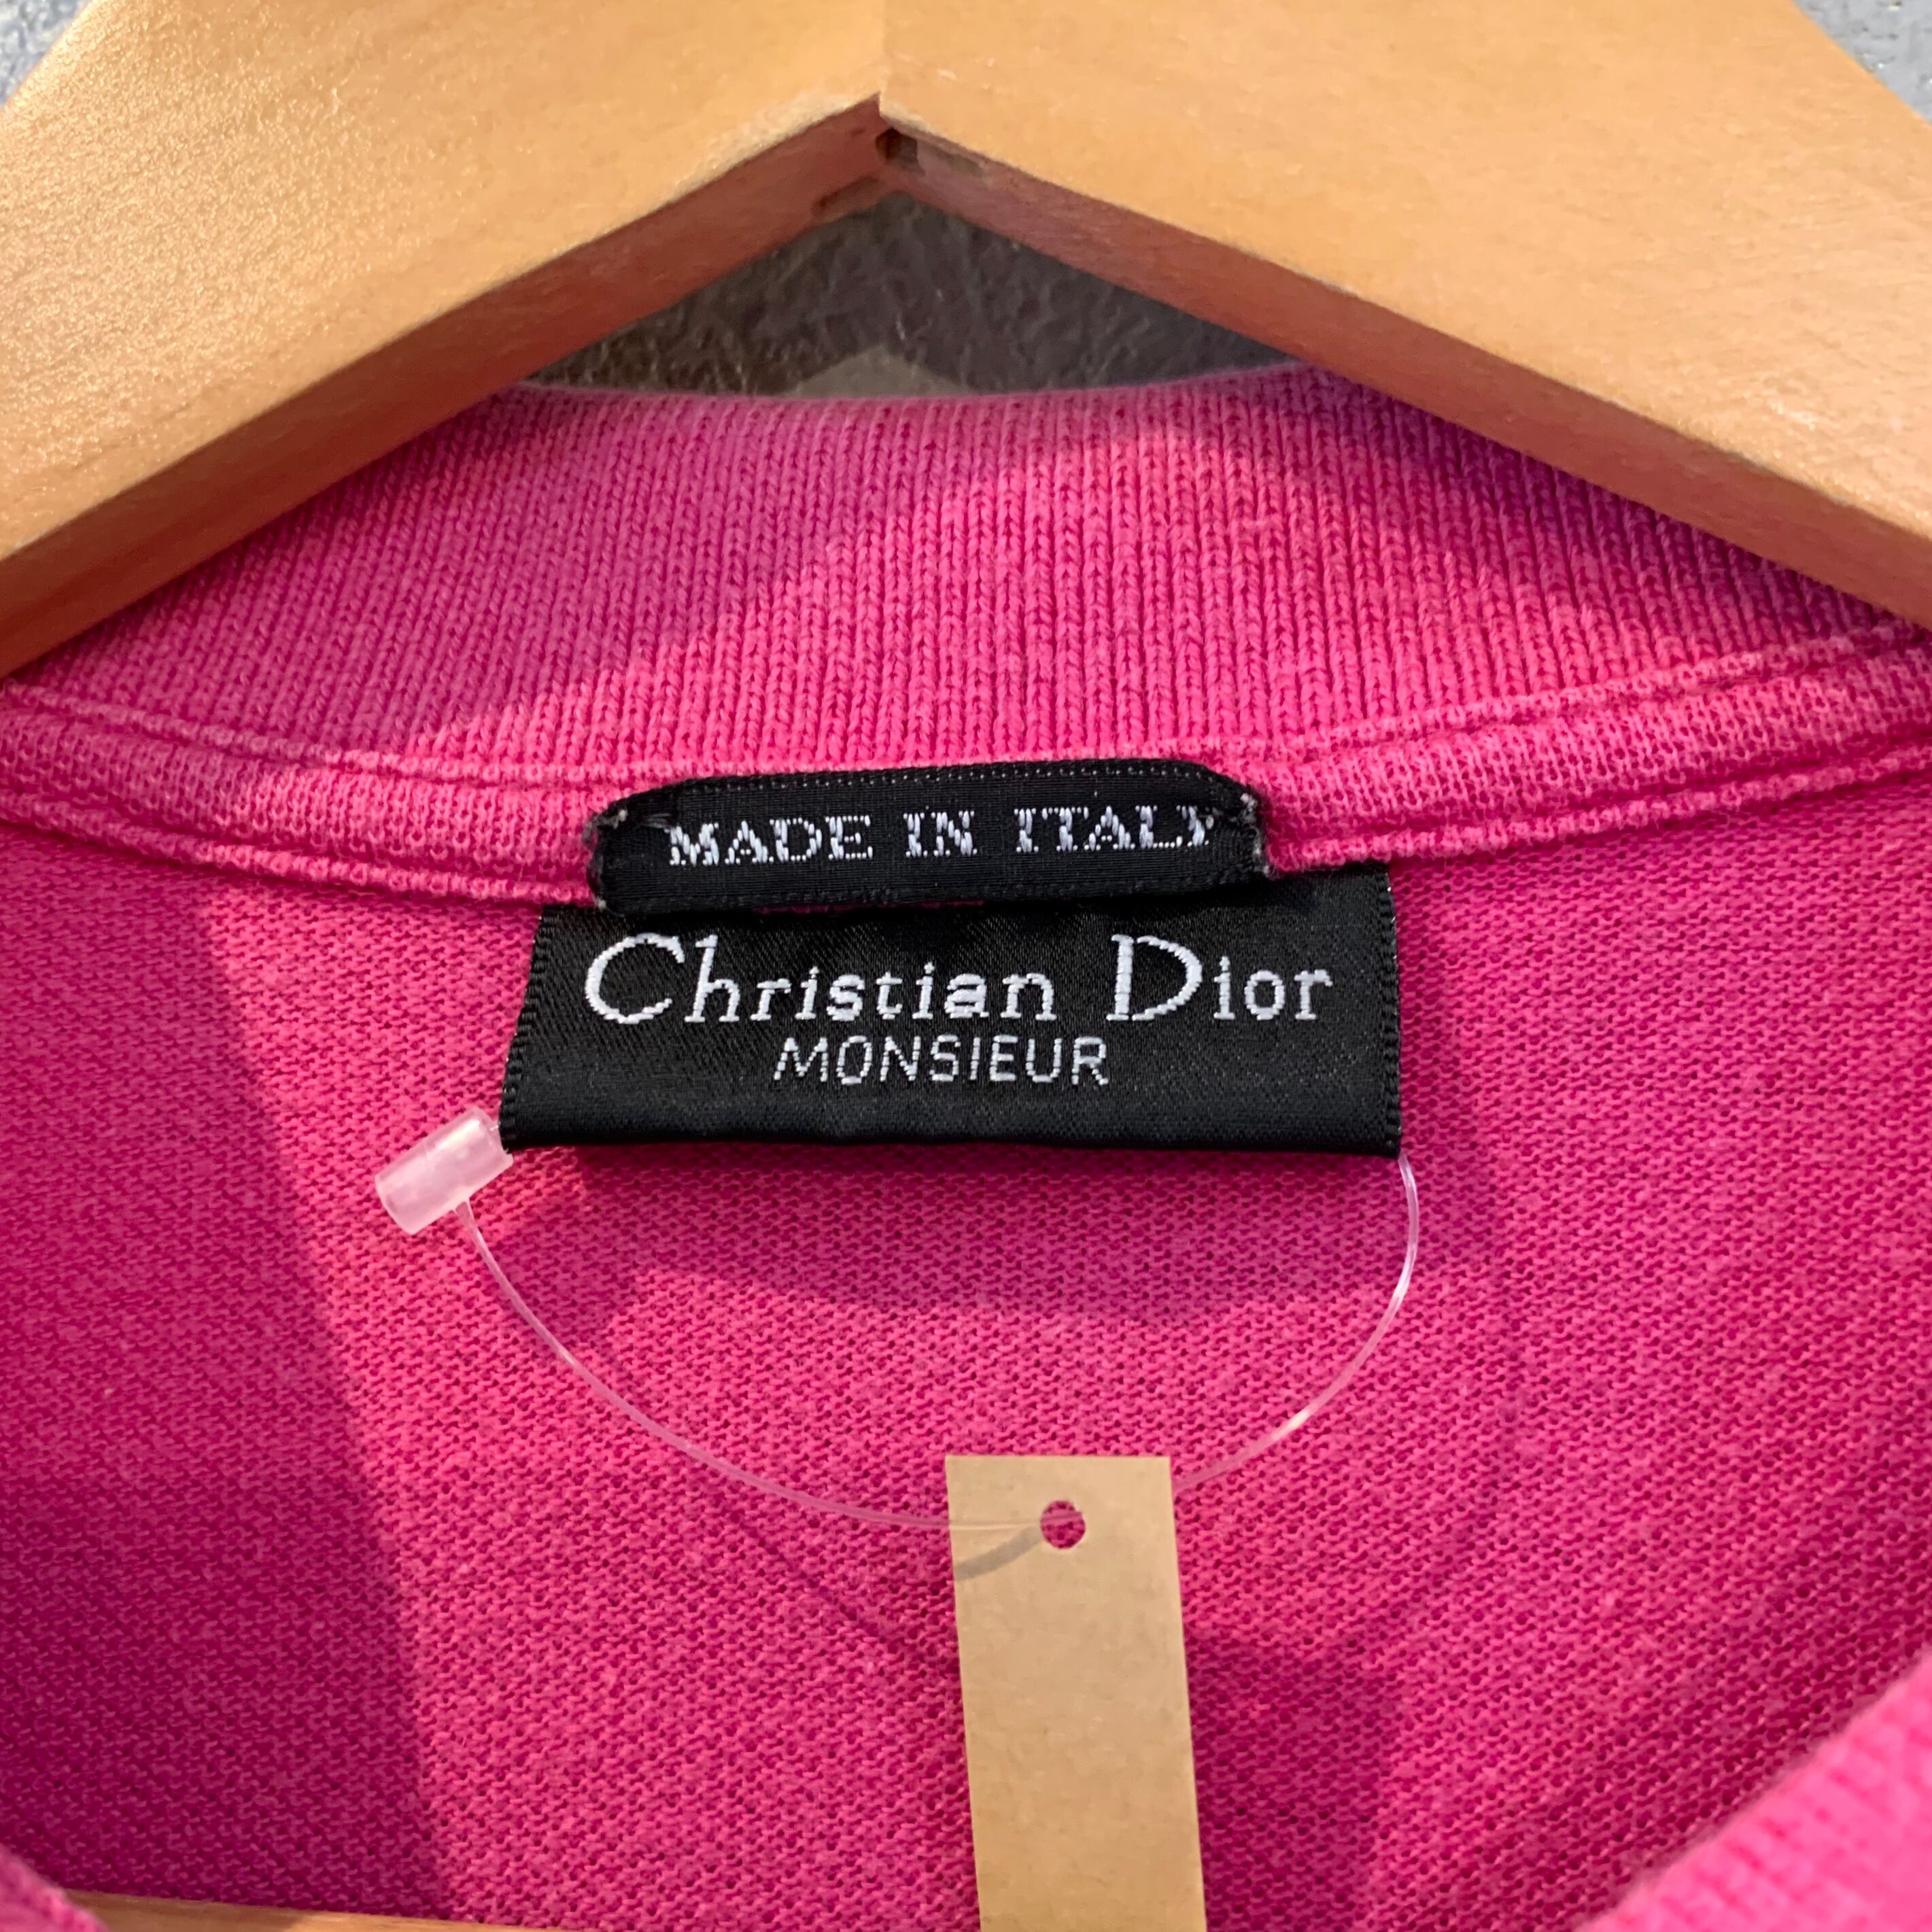 MADE IN ITALY
Christian Dior
MONSIEUR